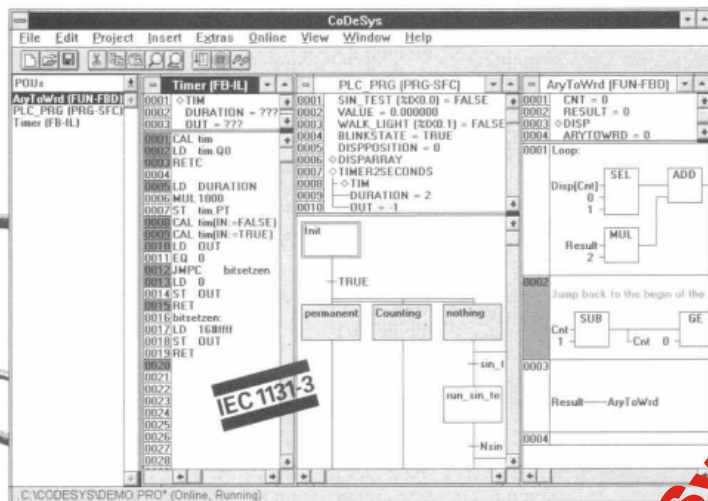 CoDeSys
File Edit Project Insert Extras Online View Window Help
POUs
AryToWrd (FUN-FBD)
PLC_PRG (PRG-SFC)
Timer (FB-IL)
Timer (FB-IL)
0001 TIM
0002 DURATION = ???
0003 OUT = ???
0001 CAL tim
0002 LD tim.Q0
0003 RETC
0004
0005 LD DURATION
0006 MUL 1000
0007 ST tim.PT
0008 CAL tim(IN:=FALSE)
0009 CAL tim(IN:=TRUE)
0010 LD OUT
0011 EQ 0
0012 JMPC bitsetzen
0013 LD 0
0014 ST OUT
0015 RET
0016 bitsetzen:
0017 LD 16#ffff
0018 ST OUT
0019 RET
0020
0021
0022
0023
0024
0025
0026
0027
0028
IEC 1131-3
PLC_PRG (PRG-SFC)
0001 SIN_TEST (%IX0.0) = FALSE
0002 VALUE = 0.000000
0003 WALK_LIGHT (%IX0.1) = FALSE
0004 BLINKSTATE = TRUE
0005 DISPPOSITION = 0
0006 DISPARRAY
0007 TIMER2SECONDS
0008 TIM
0009 DURATION = 2
0010 OUT = -1
Init
TRUE
permanent Counting nothing
sin_t
run_sin_te
Nsin
AryToWrd (FUN-FBD)
0001 CNT = 0
0002 RESULT = 0
0003 DISP
0004 ARYTOWRD = 0
0001 Loop:
SEL ADD
Disp[Cnt]
0
1
MUL
Result
2
0002
Jump back to the begin of the
SUB GE
Cnt
1 Cnt 0
0003
Result AryToWrd
0004
C:\CODESYS\DEMO.PRO* (Online, Running)